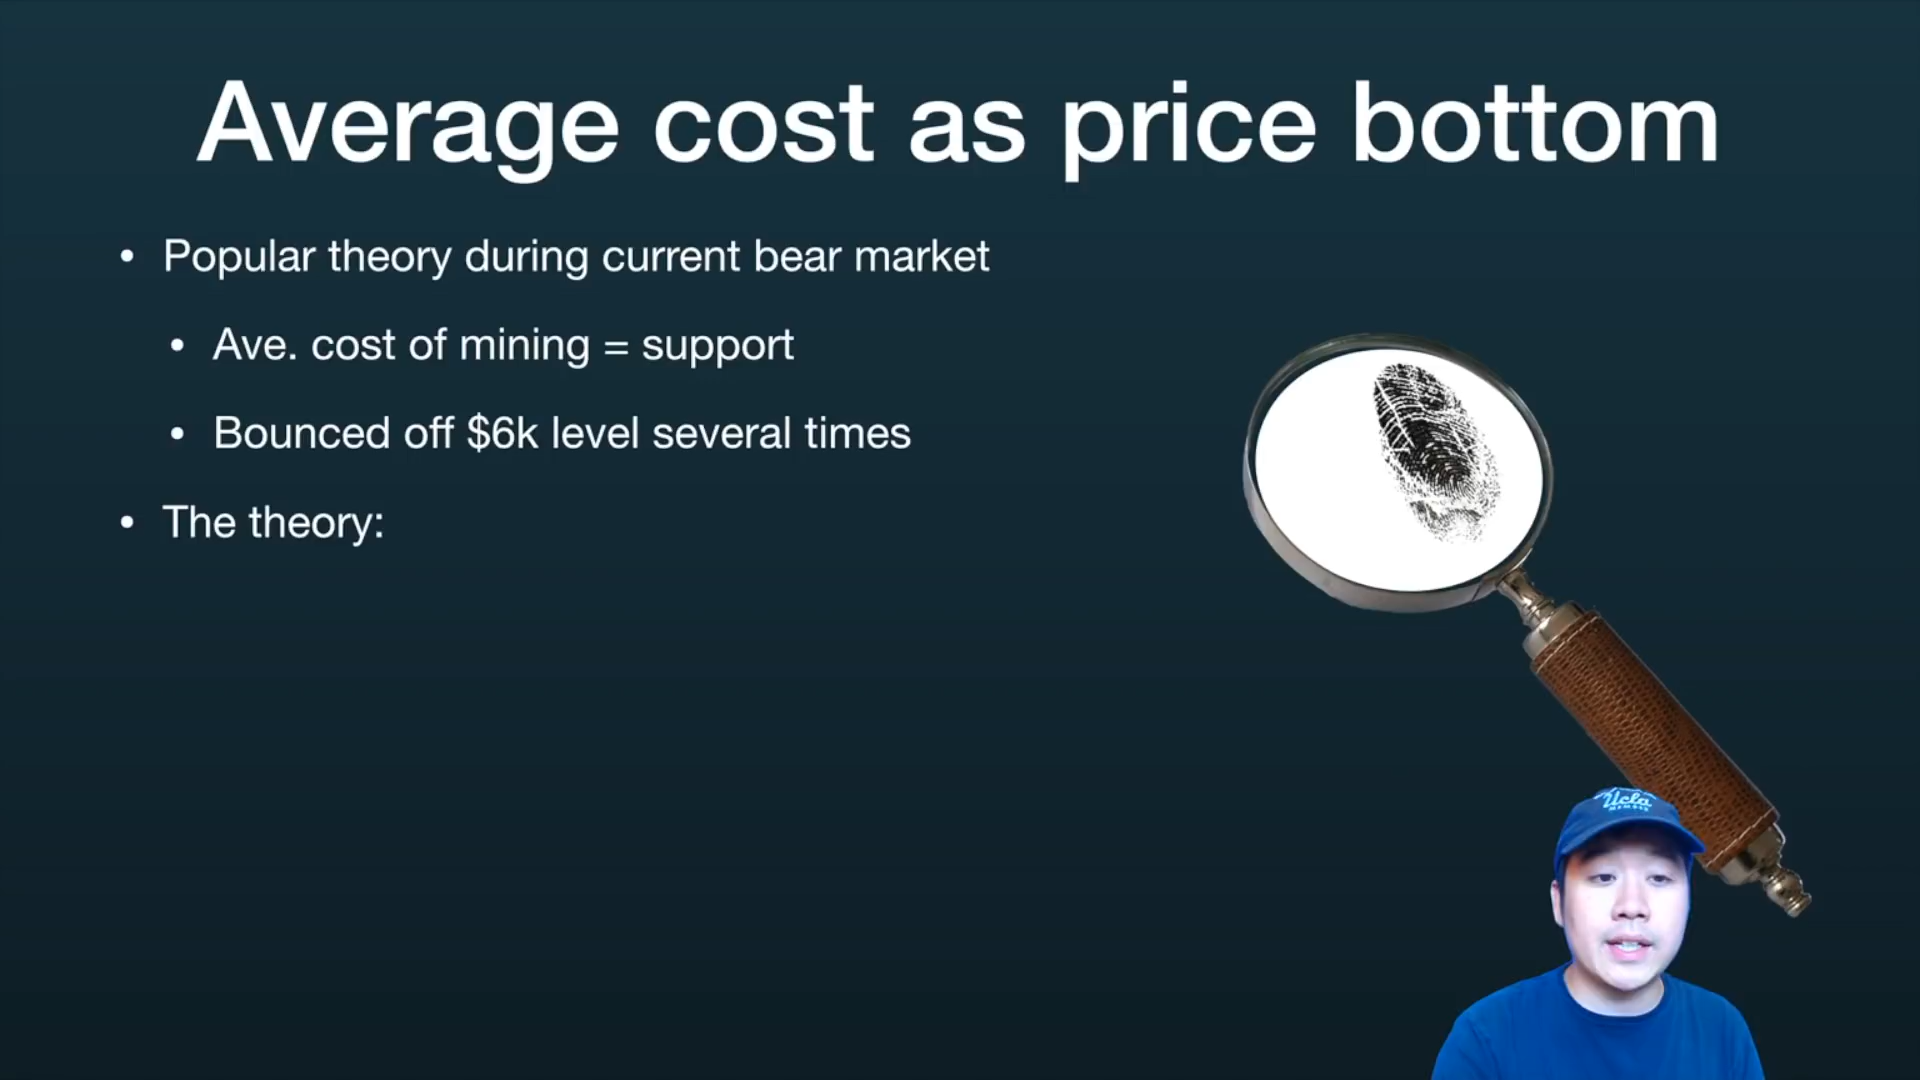 Average cost as price bottom
• Popular theory during current bear market
• Ave. cost of mining = support
• Bounced off $6k level several times
• The theory:
Ucla